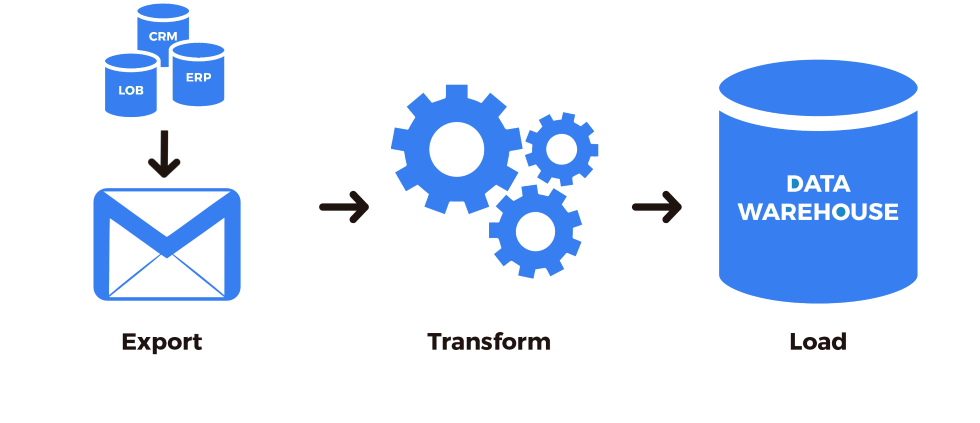 CRM
ERP
LOB
DATA
WAREHOUSE
Export
Transform
Load